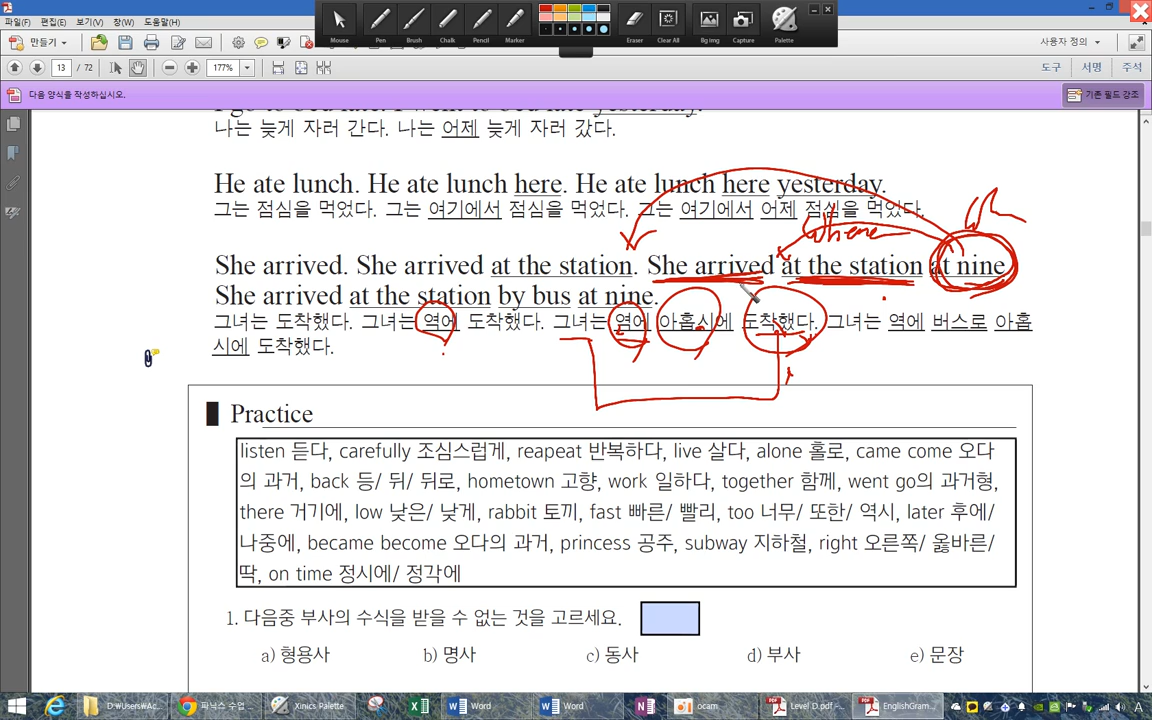 파일(F) 편집(E) 보기(V) 창(W) 도움말(H)
Mouse Pen Brush Chalk Pencil Marker Eraser Clear All Bg img Capture Palette
만들기 사용자 정의
13 / 72 177% 도구 서명 주석
다음 양식을 작성하십시오. 기존 필드 강조
I go to bed late. I went to bed late yesterday.
나는 늦게 자러 간다. 나는 어제 늦게 자러 갔다.
He ate lunch. He ate lunch here. He ate lunch here yesterday.
그는 점심을 먹었다. 그는 여기에서 점심을 먹었다. 그는 여기에서 어제 점심을 먹었다.
where
She arrived. She arrived at the station. She arrived at the station at nine.
She arrived at the station by bus at nine.
그녀는 도착했다. 그녀는 역에 도착했다. 그녀는 역에 아홉시에 도착했다. 그녀는 역에 버스로 아홉
시에 도착했다.
Practice
listen 듣다, carefully 조심스럽게, reapeat 반복하다, live 살다, alone 홀로, came come 오다
의 과거, back 등/ 뒤/ 뒤로, hometown 고향, work 일하다, together 함께, went go의 과거형,
there 거기에, low 낮은/ 낮게, rabbit 토끼, fast 빠른/ 빨리, too 너무/ 또한/ 역시, later 후에/
나중에, became become 오다의 과거, princess 공주, subway 지하철, right 오른쪽/ 옳바른/
딱, on time 정시에/ 정각에
1. 다음중 부사의 수식을 받을 수 없는 것을 고르세요.
a) 형용사 b) 명사 c) 동사 d) 부사 e) 문장
D:\Users\Ac... 파닉스 수업 ... Xinics Palette Word Word ocam Level D.pdf -... EnglishGram... A